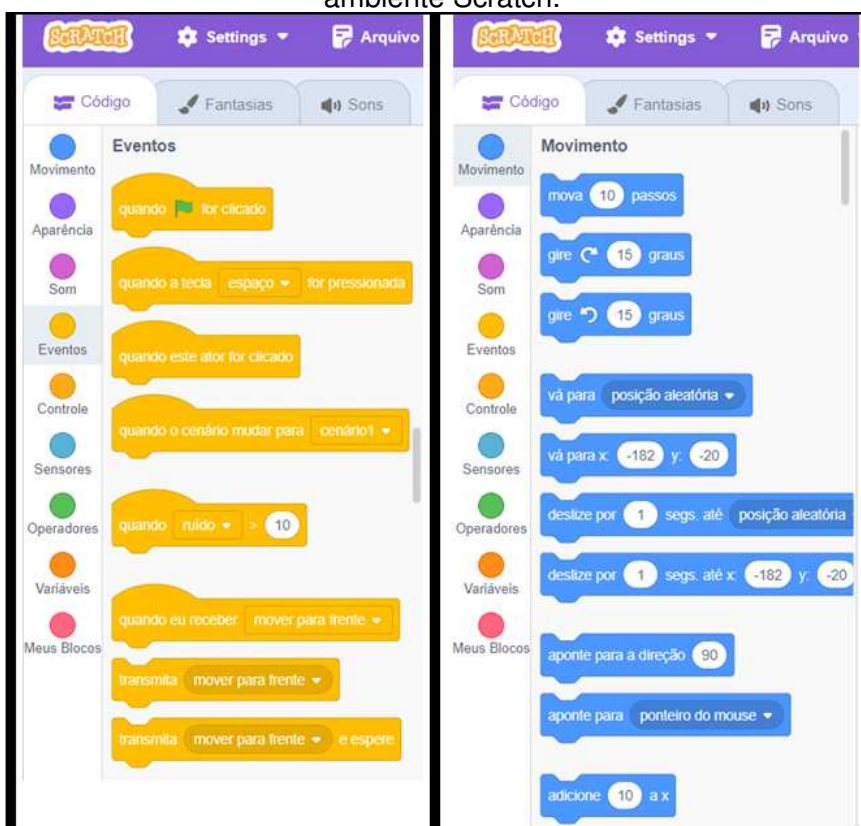 ambiente Scratch.
SCRATCH Settings Arquivo
Código Fantasias Sons
Movimento
Aparência
Som
Eventos
Controle
Sensores
Operadores
Variáveis
Meus Blocos
Eventos
quando for clicado
quando a tecla espaço for pressionada
quando este ator for clicado
quando o cenário mudar para cenário1
quando ruído > 10
quando eu receber mover para frente
transmita mover para frente
transmita mover para frente e espere
SCRATCH Settings Arquivo
Código Fantasias Sons
Movimento
Aparência
Som
Eventos
Controle
Sensores
Operadores
Variáveis
Meus Blocos
Movimento
mova 10 passos
gire 15 graus
gire 15 graus
vá para posição aleatória
vá para x: -182 y: -20
deslize por 1 segs. até posição aleatória
deslize por 1 segs. até x: -182 y: -20
aponte para a direção 90
aponte para ponteiro do mouse
adicione 10 a x